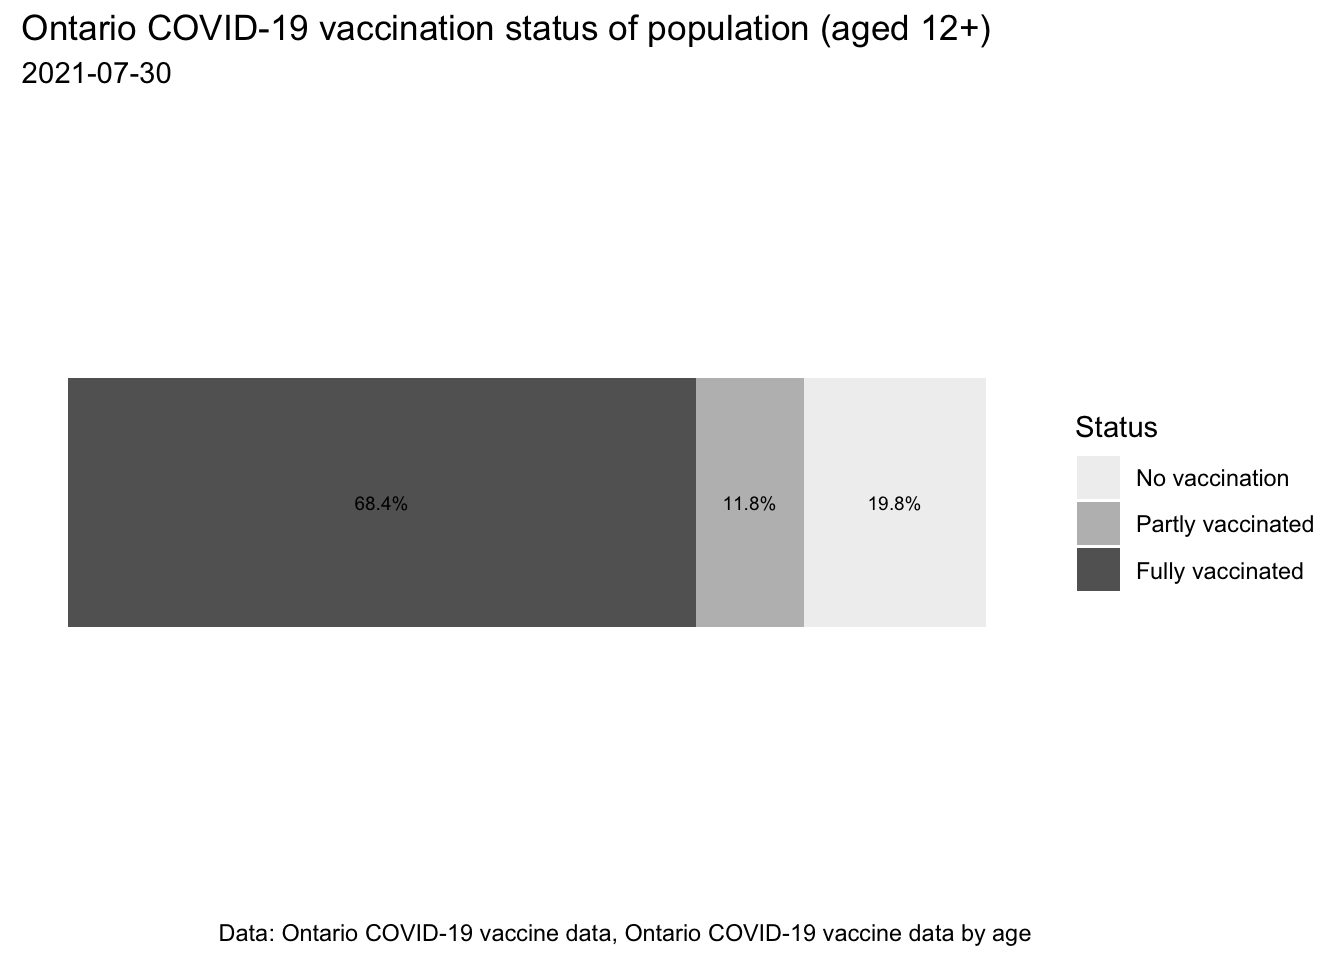 Ontario COVID-19 vaccination status of population (aged 12+)
2021-07-30
68.4%
11.8%
19.8%
Status
No vaccination
Partly vaccinated
Fully vaccinated
Data: Ontario COVID-19 vaccine data, Ontario COVID-19 vaccine data by age